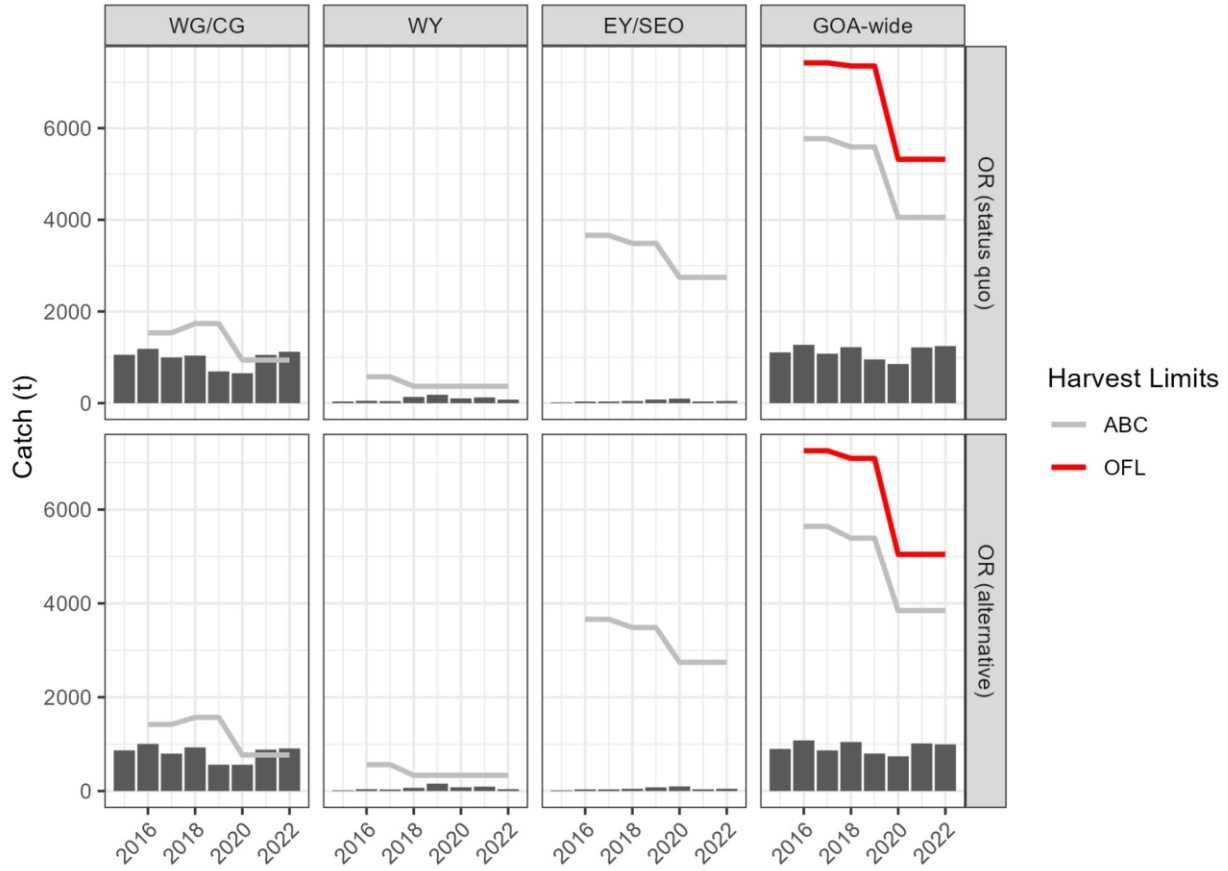 WG/CG
WY
EY/SEO
GOA-wide
Catch (t)
6000
4000
2000
0
OR (status quo)
6000
4000
2000
0
OR (alternative)
2016
2018
2020
2022
2016
2018
2020
2022
2016
2018
2020
2022
2016
2018
2020
2022
Harvest Limits
ABC
OFL